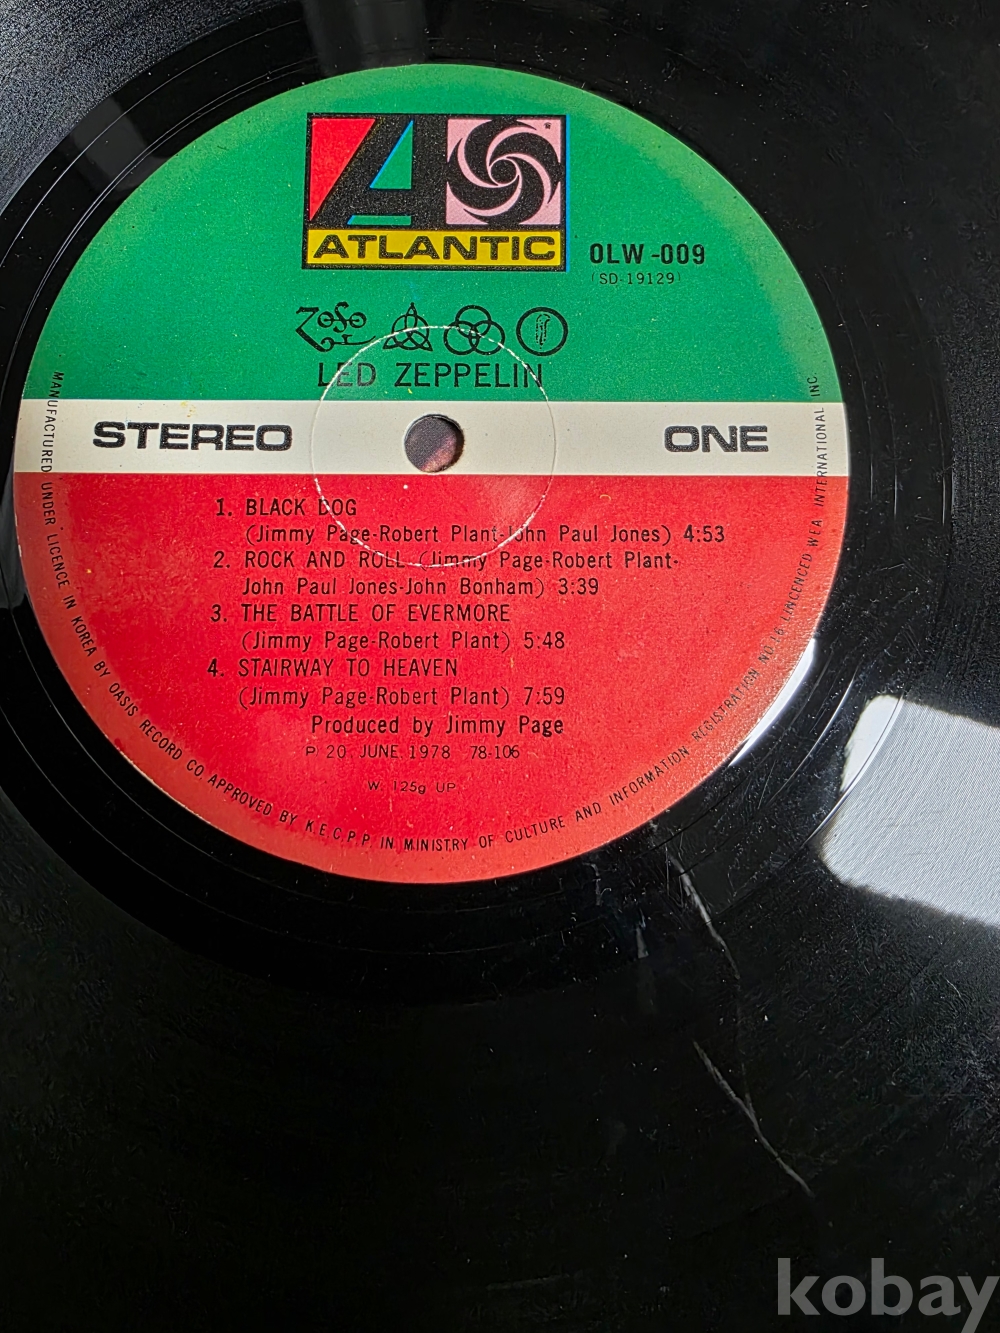 ATLANTIC
OLW-009
(SD-19129)
LED ZEPPELIN
STEREO
ONE
1. BLACK DOG
(Jimmy Page-Robert Plant-John Paul Jones) 4:53
2. ROCK AND ROLL (Jimmy Page-Robert Plant-
John Paul Jones-John Bonham) 3:39
3. THE BATTLE OF EVERMORE
(Jimmy Page-Robert Plant) 5:48
4. STAIRWAY TO HEAVEN
(Jimmy Page-Robert Plant) 7:59
Produced by Jimmy Page
P 20. JUNE. 1978 78-106
W. 125g UP
MANUFACTURED UNDER LICENCE IN KOREA BY OASIS RECORD CO APPROVED BY K.E.C.P.P. IN MINISTRY OF CULTURE AND INFORMATION REGISTRATION NO 16 LINCENCED WEA INTERNATIONAL INC.
kobay